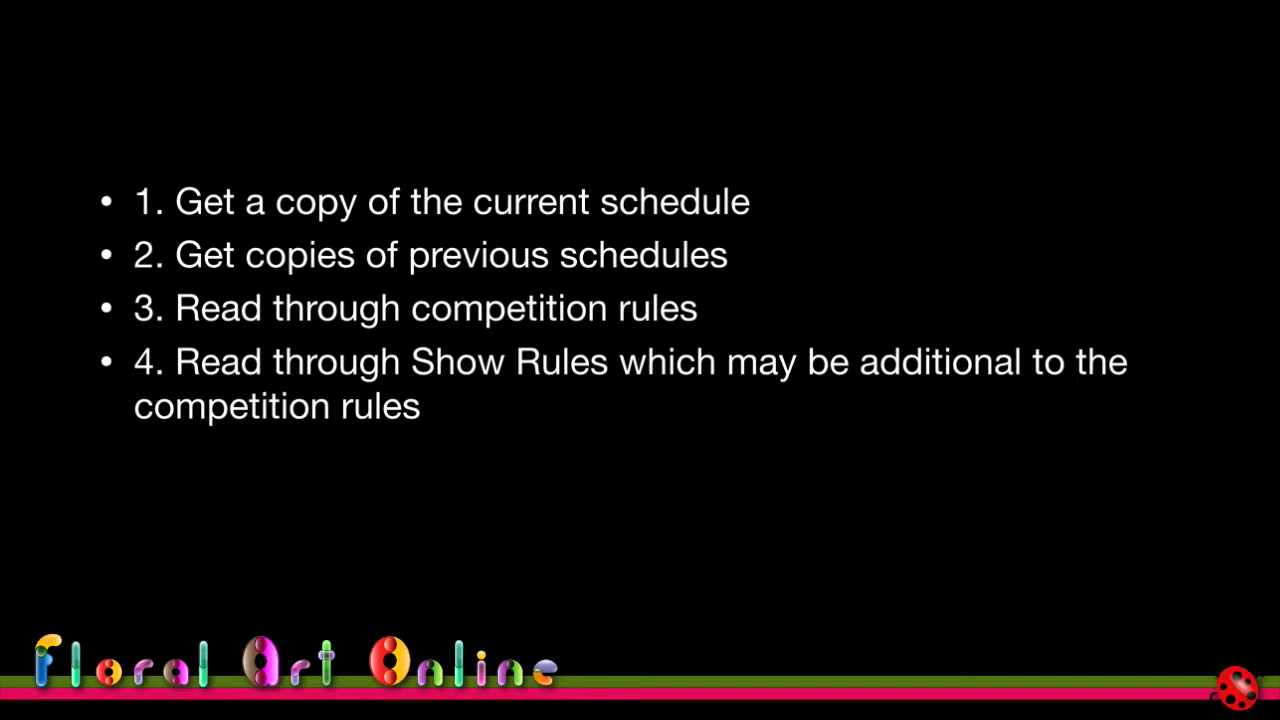 • 1. Get a copy of the current schedule
• 2. Get copies of previous schedules
• 3. Read through competition rules
• 4. Read through Show Rules which may be additional to the
competition rules
Floral Art Online